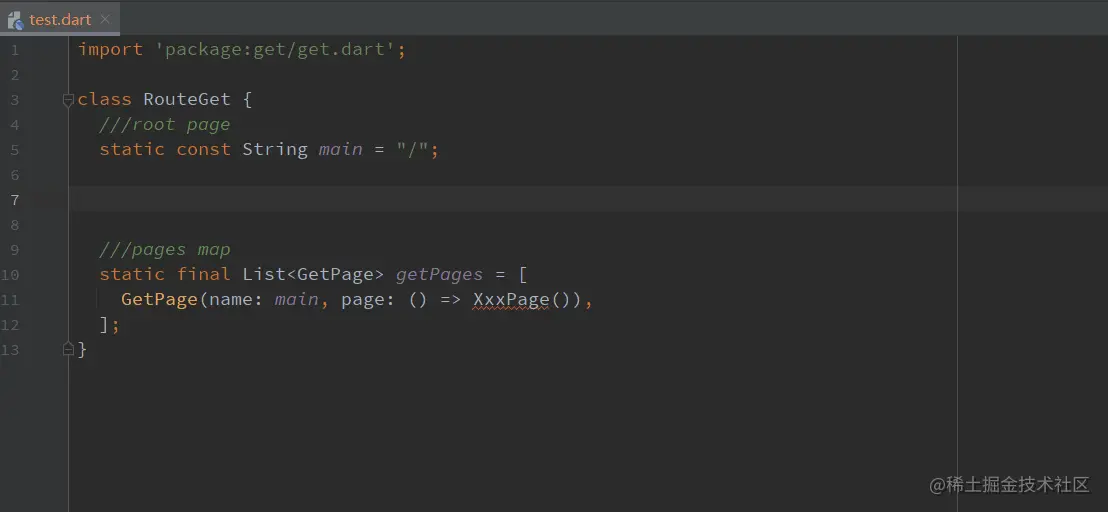 test.dart
1 import 'package:get/get.dart';
2
3 class RouteGet {
4 ///root page
5 static const String main = "/";
6
7
8
9 ///pages map
10 static final List<GetPage> getPages = [
11 GetPage(name: main, page: () => XxxPage()),
12 ];
13 }
@稀土掘金技术社区